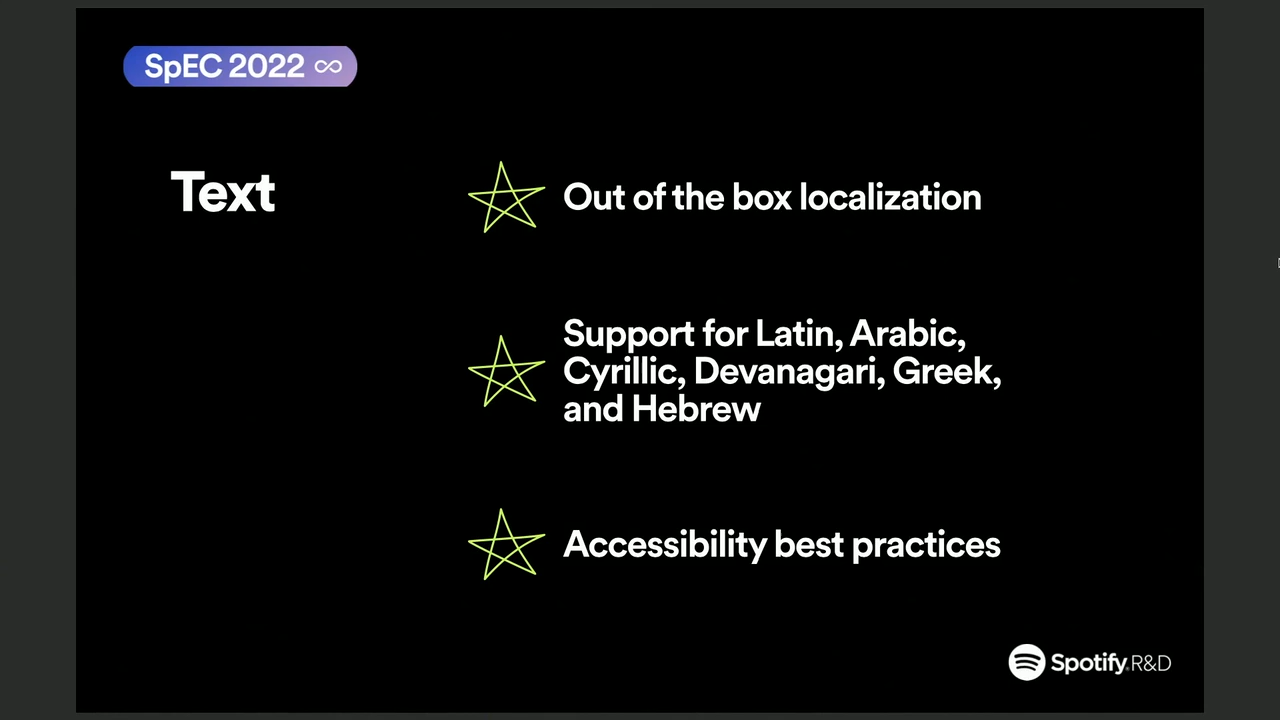 SpEC 2022 ∞
Text
Out of the box localization
Support for Latin, Arabic,
Cyrillic, Devanagari, Greek,
and Hebrew
Accessibility best practices
Spotify R&D